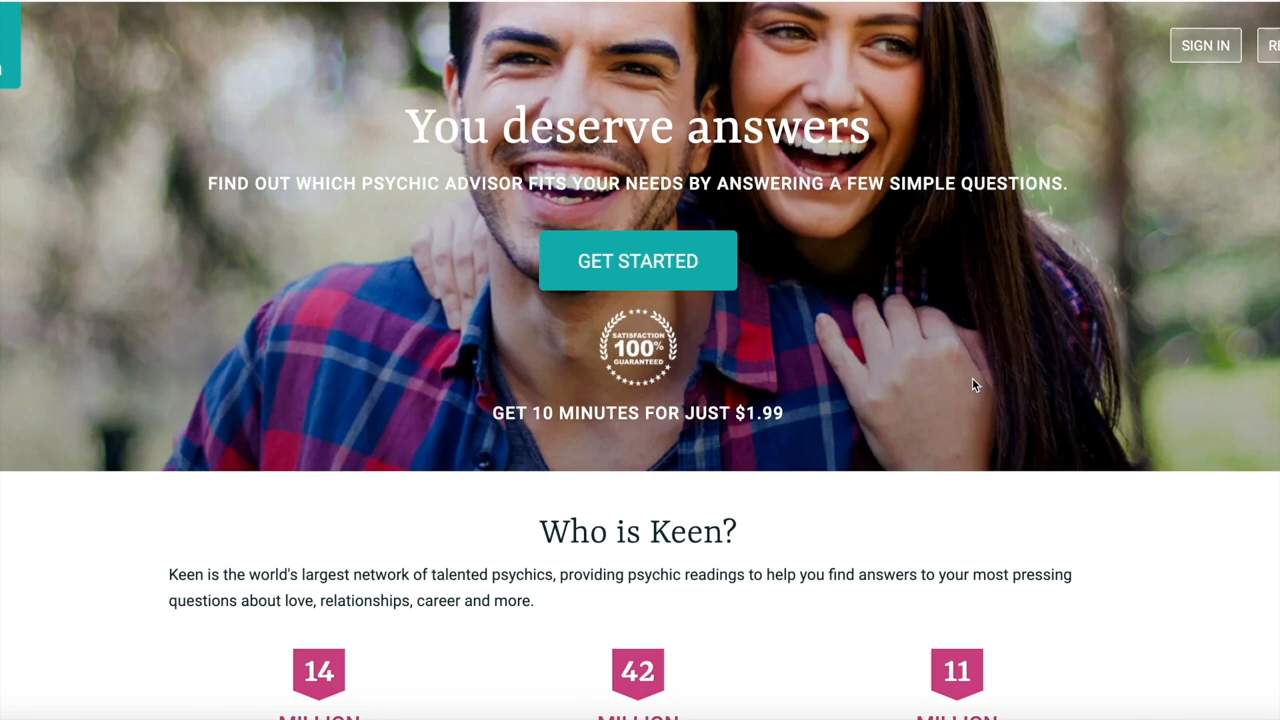 SIGN IN
You deserve answers
FIND OUT WHICH PSYCHIC ADVISOR FITS YOUR NEEDS BY ANSWERING A FEW SIMPLE QUESTIONS.
GET STARTED
SATISFACTION
100%
GUARANTEED
GET 10 MINUTES FOR JUST $1.99
Who is Keen?
Keen is the world's largest network of talented psychics, providing psychic readings to help you find answers to your most pressing
questions about love, relationships, career and more.
14 42 11
MILLION MILLION MILLION